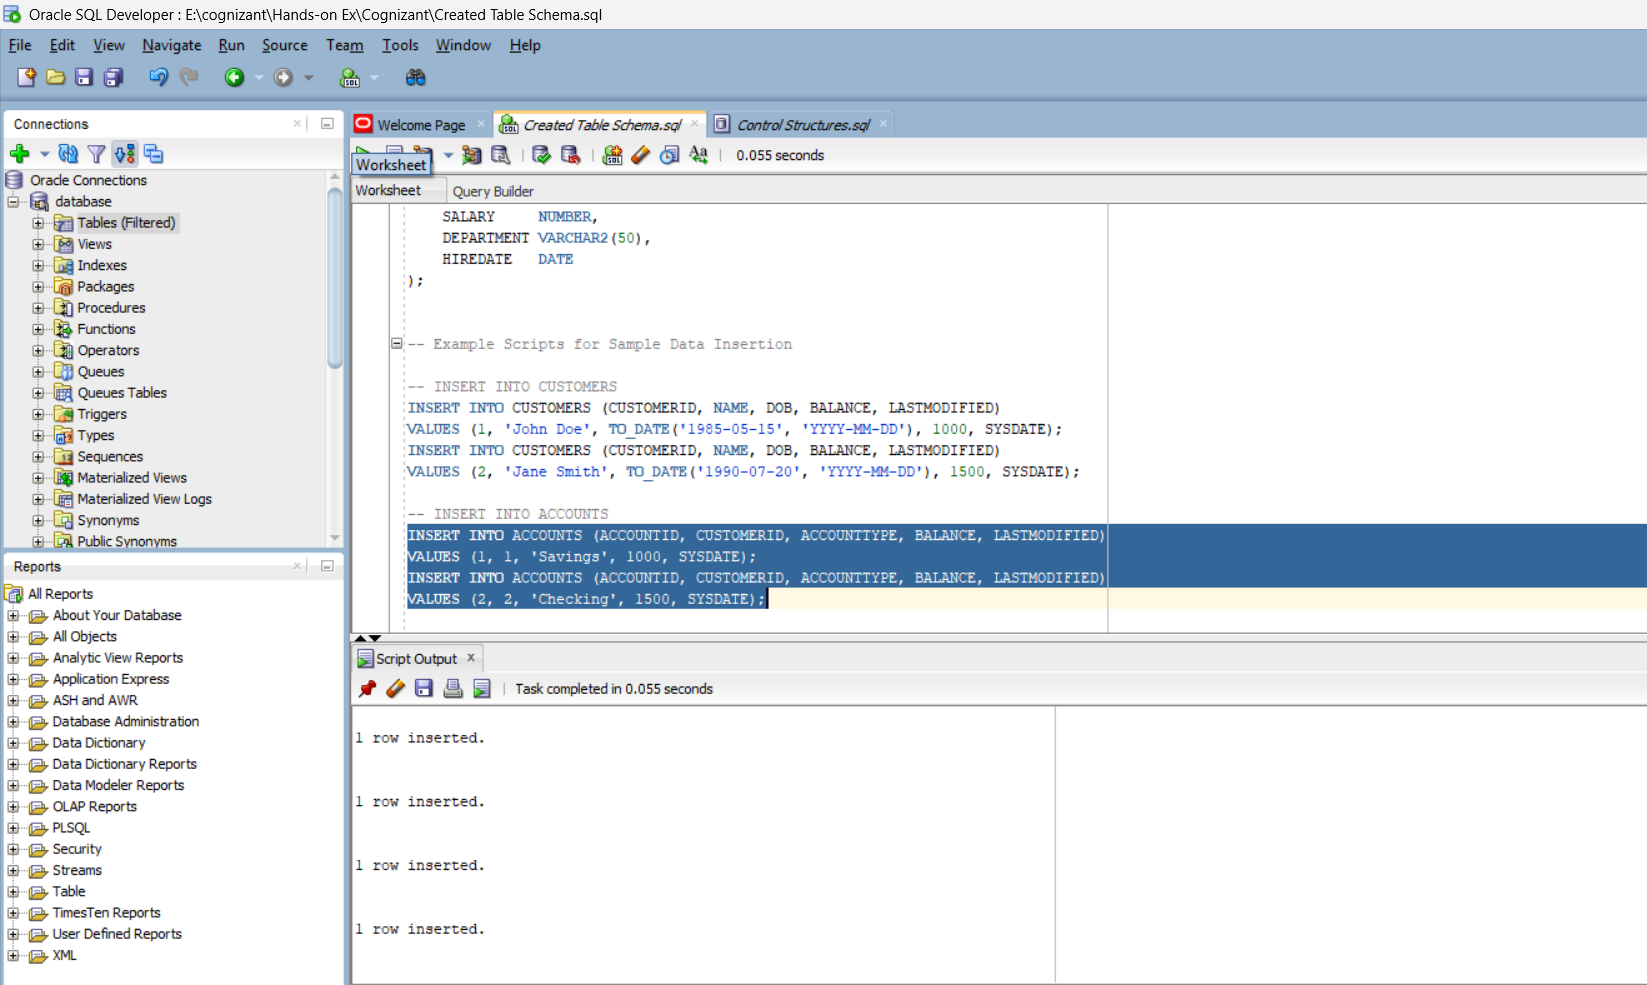 Oracle SQL Developer : E:\cognizant\Hands-on Ex\Cognizant\Created Table Schema.sql
File Edit View Navigate Run Source Team Tools Window Help
Connections
Oracle Connections
database
Tables (Filtered)
Views
Indexes
Packages
Procedures
Functions
Operators
Queues
Queues Tables
Triggers
Types
Sequences
Materialized Views
Materialized View Logs
Synonyms
Public Synonyms
Reports
All Reports
About Your Database
All Objects
Analytic View Reports
Application Express
ASH and AWR
Database Administration
Data Dictionary
Data Dictionary Reports
Data Modeler Reports
OLAP Reports
PLSQL
Security
Streams
Table
TimesTen Reports
User Defined Reports
XML
Welcome Page Created Table Schema.sql Control Structures.sql
0.055 seconds
Worksheet
Worksheet Query Builder
SALARY NUMBER,
DEPARTMENT VARCHAR2(50),
HIREDATE DATE
);
-- Example Scripts for Sample Data Insertion
-- INSERT INTO CUSTOMERS
INSERT INTO CUSTOMERS (CUSTOMERID, NAME, DOB, BALANCE, LASTMODIFIED)
VALUES (1, 'John Doe', TO_DATE('1985-05-15', 'YYYY-MM-DD'), 1000, SYSDATE);
INSERT INTO CUSTOMERS (CUSTOMERID, NAME, DOB, BALANCE, LASTMODIFIED)
VALUES (2, 'Jane Smith', TO_DATE('1990-07-20', 'YYYY-MM-DD'), 1500, SYSDATE);
-- INSERT INTO ACCOUNTS
INSERT INTO ACCOUNTS (ACCOUNTID, CUSTOMERID, ACCOUNTTYPE, BALANCE, LASTMODIFIED)
VALUES (1, 1, 'Savings', 1000, SYSDATE);
INSERT INTO ACCOUNTS (ACCOUNTID, CUSTOMERID, ACCOUNTTYPE, BALANCE, LASTMODIFIED)
VALUES (2, 2, 'Checking', 1500, SYSDATE);
Script Output
Task completed in 0.055 seconds
1 row inserted.
1 row inserted.
1 row inserted.
1 row inserted.